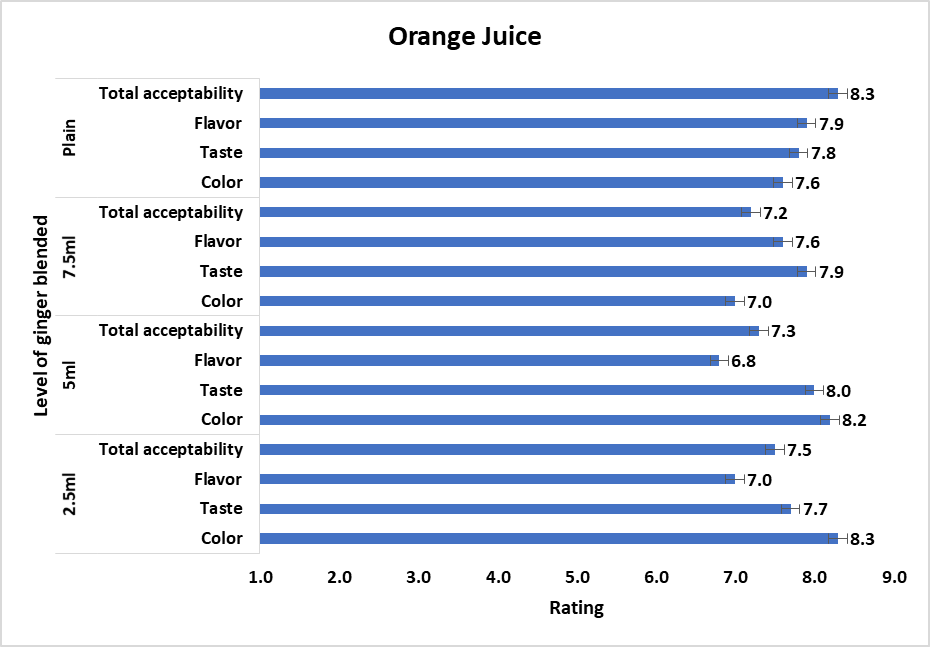 Orange Juice
Level of ginger blended
Plain
Total acceptability 8.3
Flavor 7.9
Taste 7.8
Color 7.6
7.5ml
Total acceptability 7.2
Flavor 7.6
Taste 7.9
Color 7.0
5ml
Total acceptability 7.3
Flavor 6.8
Taste 8.0
Color 8.2
2.5ml
Total acceptability 7.5
Flavor 7.0
Taste 7.7
Color 8.3
1.0 2.0 3.0 4.0 5.0 6.0 7.0 8.0 9.0
Rating